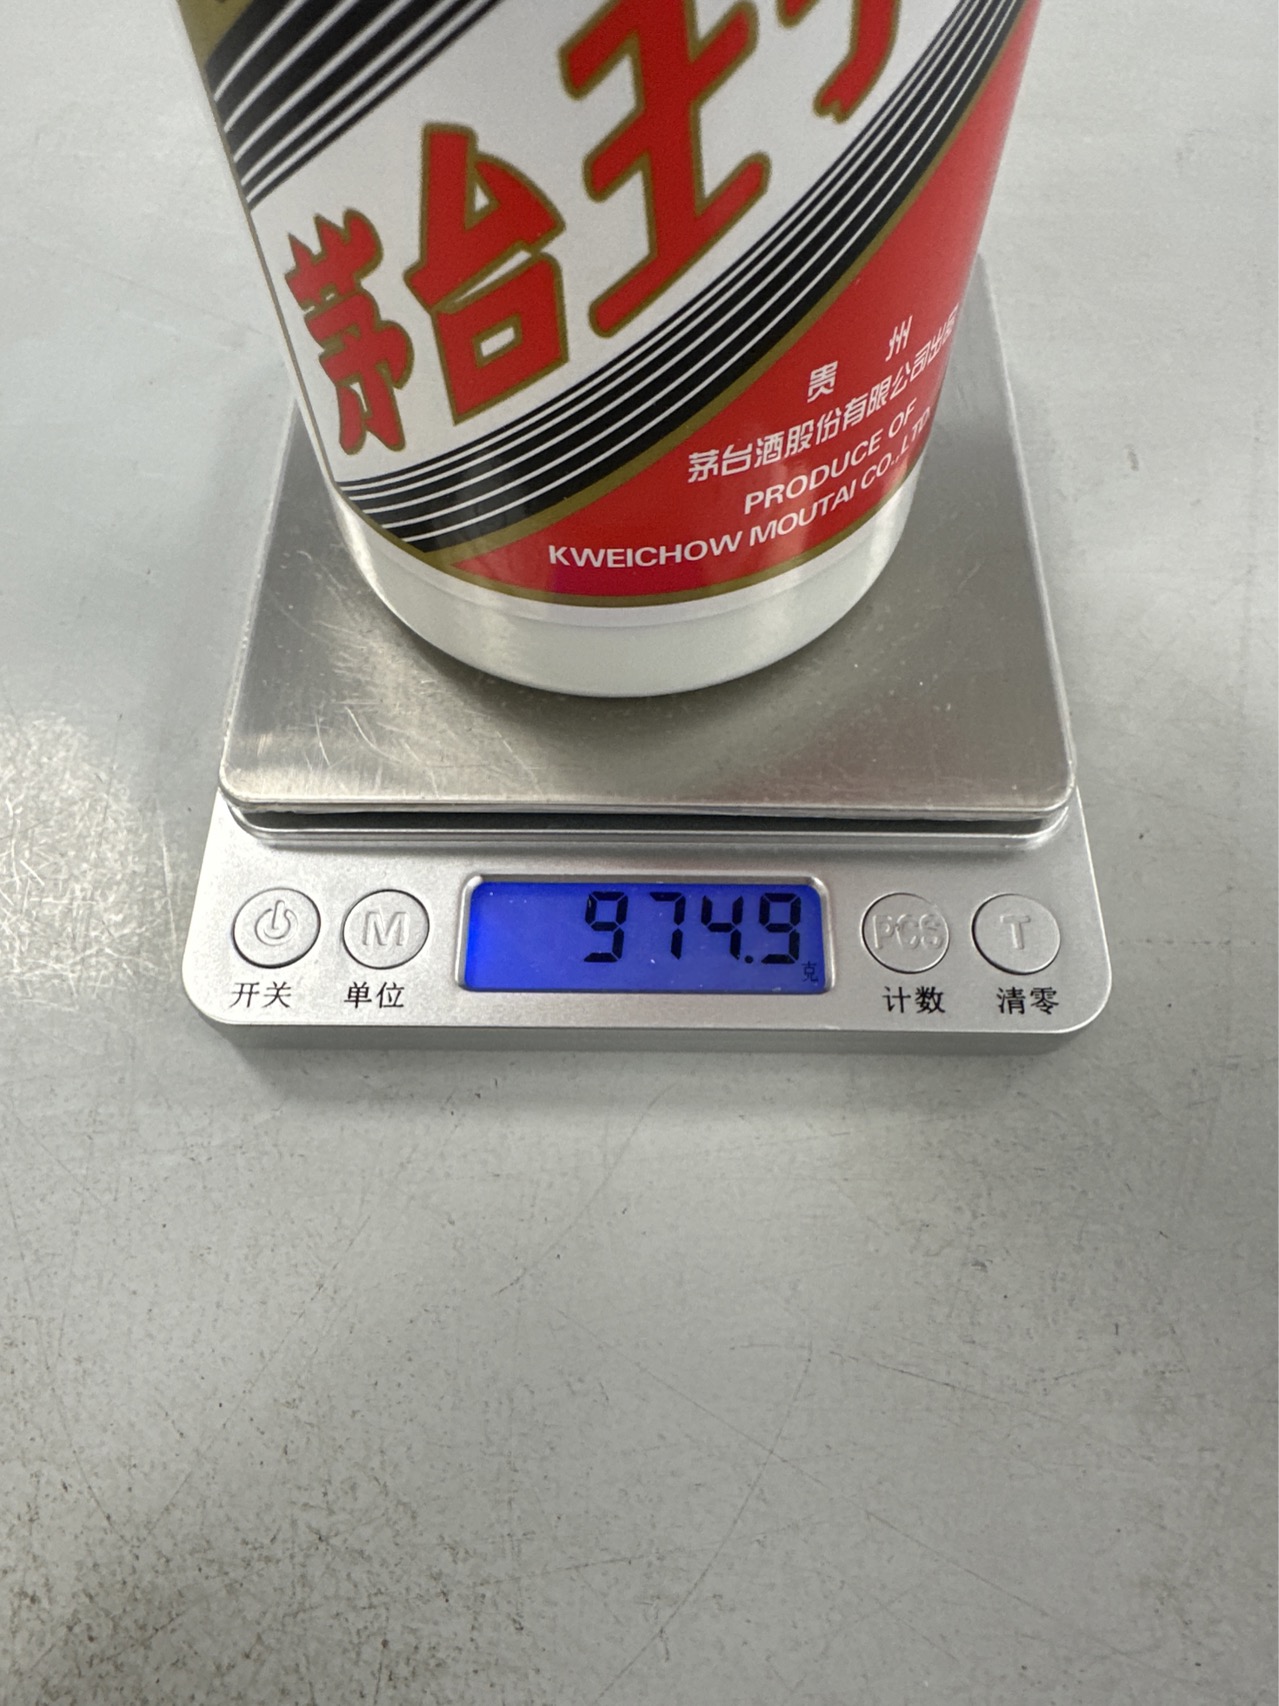 茅台王子
贵 州
茅台酒股份有限公司出品
PRODUCE OF
KWEICHOW MOUTAI CO.,LTD.
974.9
克
M
PCS
T
开关
单位
计数
清零